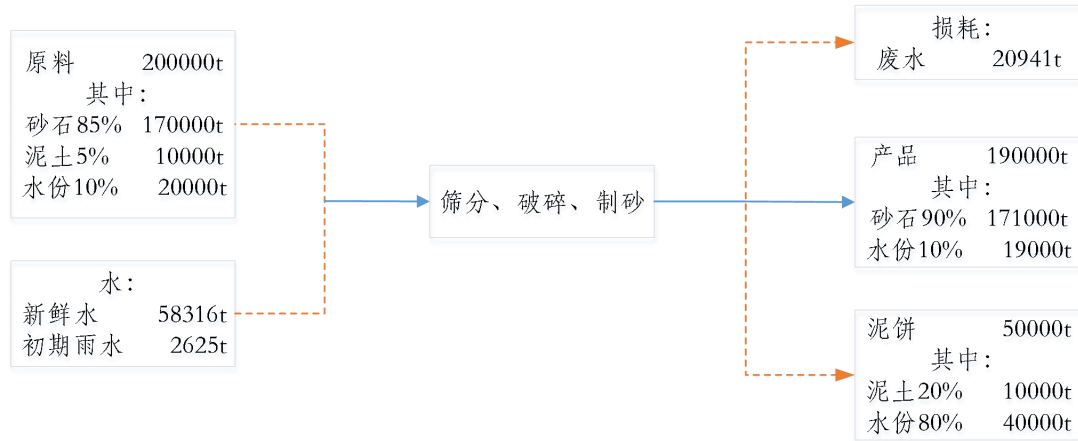 原料 200000t
其中：
砂石85% 170000t
泥土5% 10000t
水份10% 20000t
水：
新鲜水 58316t
初期雨水 2625t
筛分、破碎、制砂
损耗：
废水 20941t
产品 190000t
其中：
砂石90% 171000t
水份10% 19000t
泥饼 50000t
其中：
泥土20% 10000t
水份80% 40000t